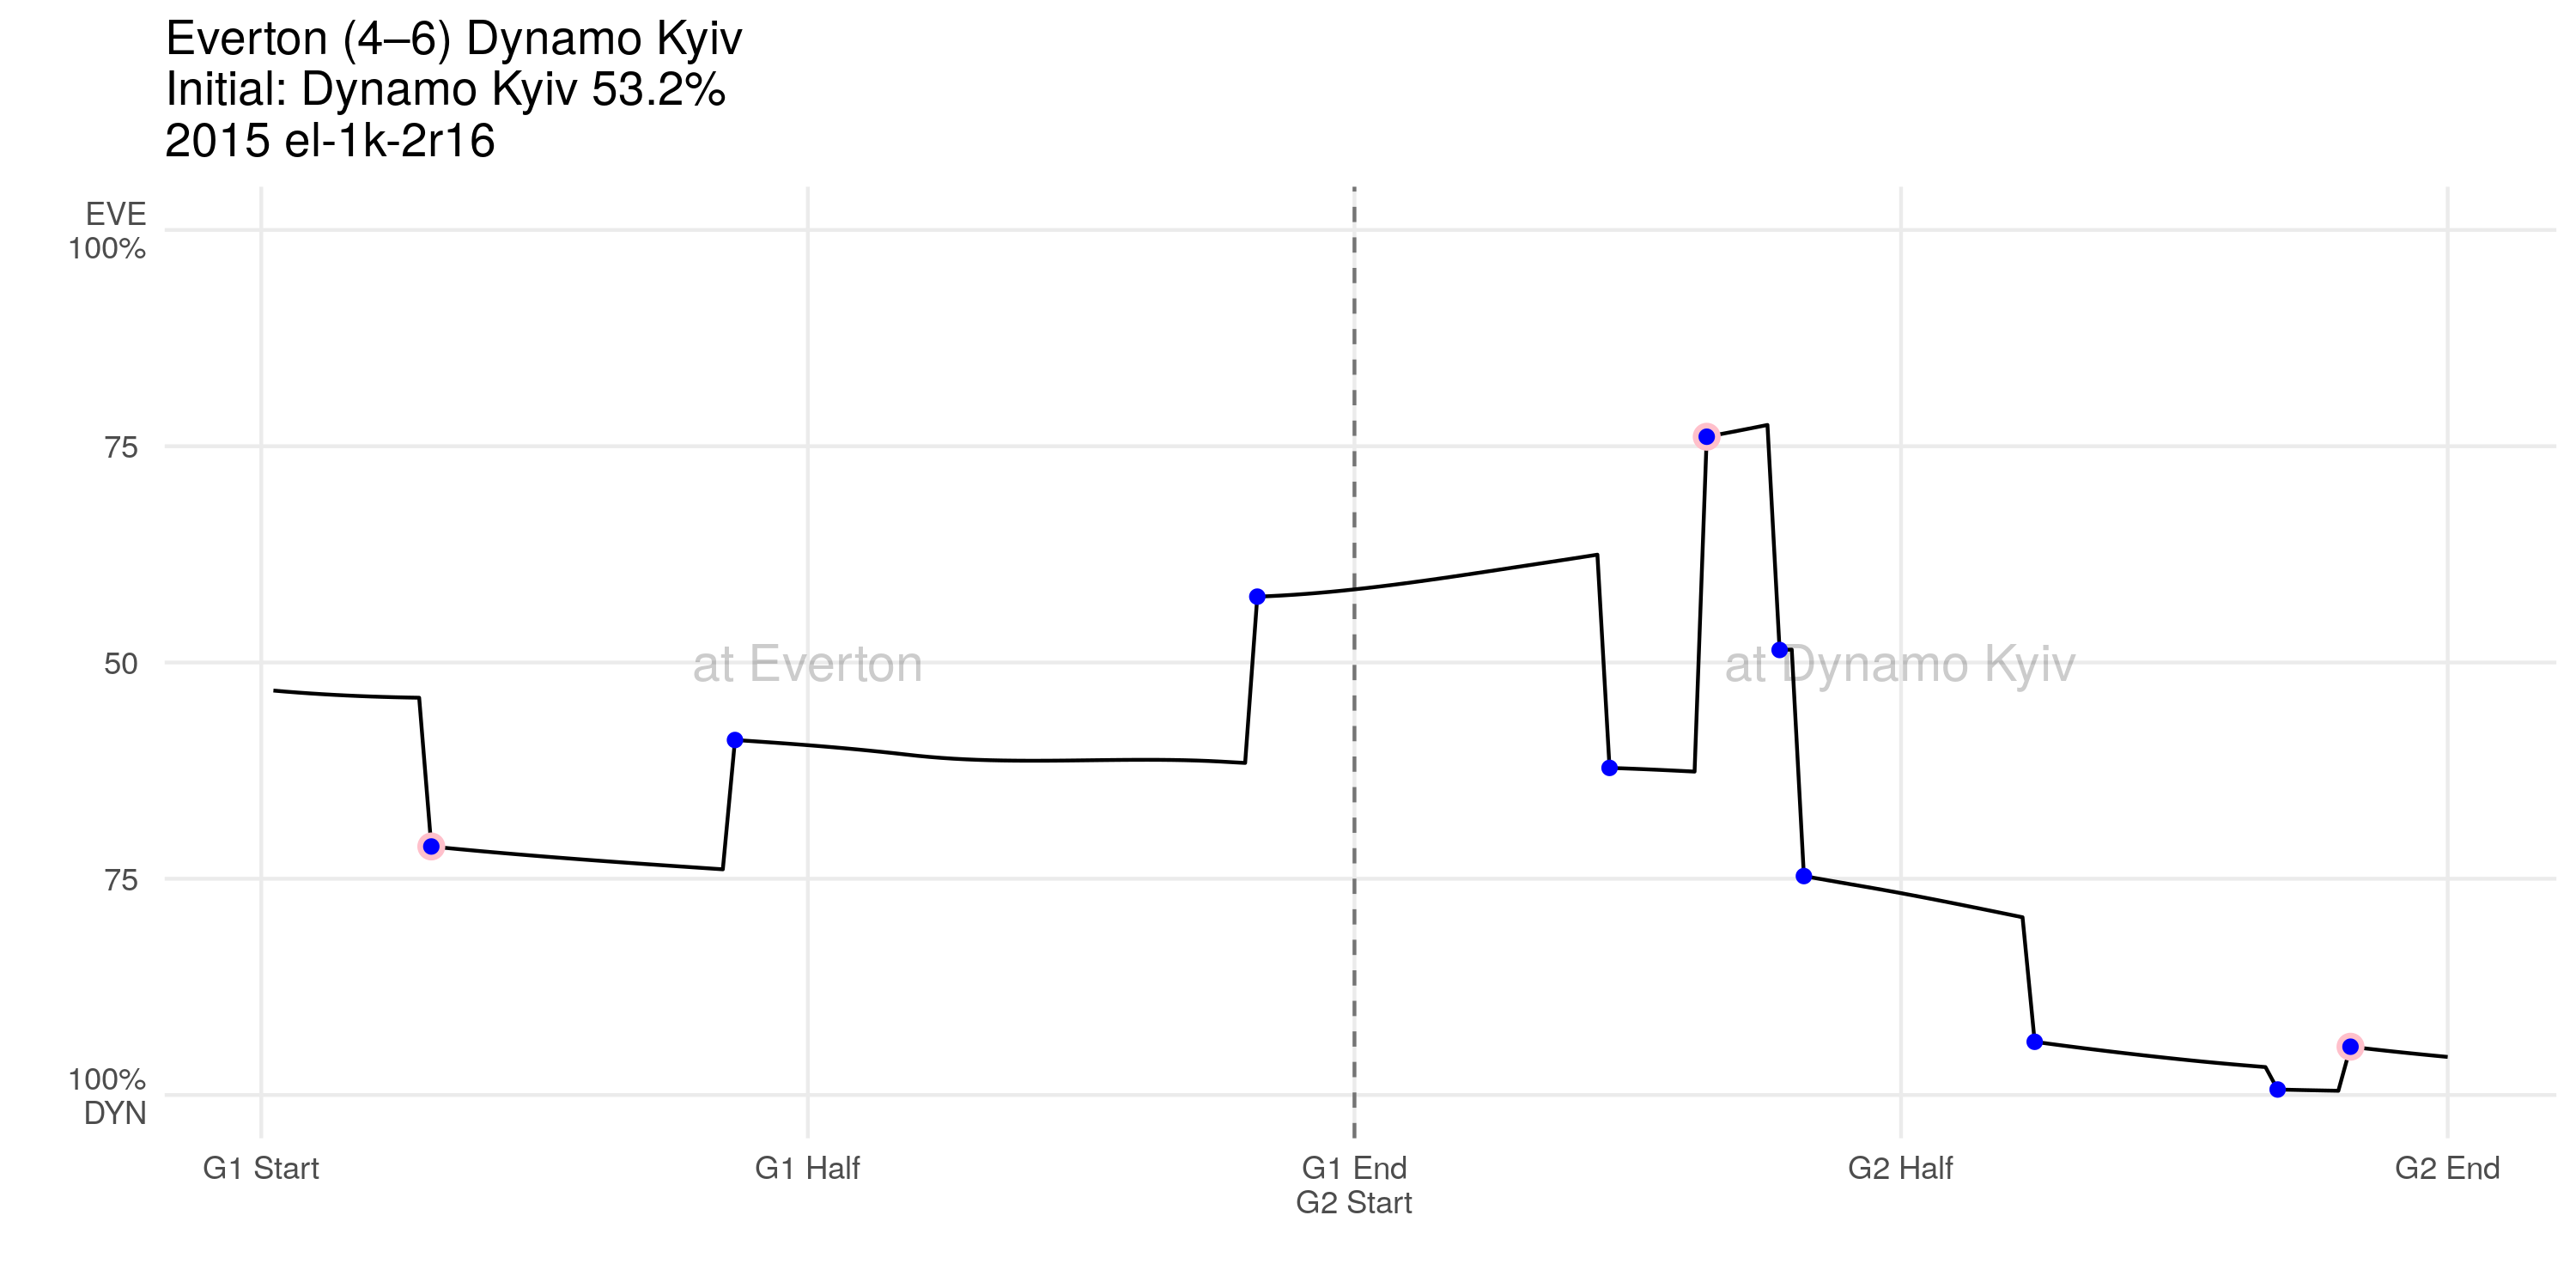 Everton (4–6) Dynamo Kyiv
Initial: Dynamo Kyiv 53.2%
2015 el-1k-2r16
EVE
100%
75
50
75
100%
DYN
at Everton
at Dynamo Kyiv
G1 Start
G1 Half
G1 End
G2 Start
G2 Half
G2 End